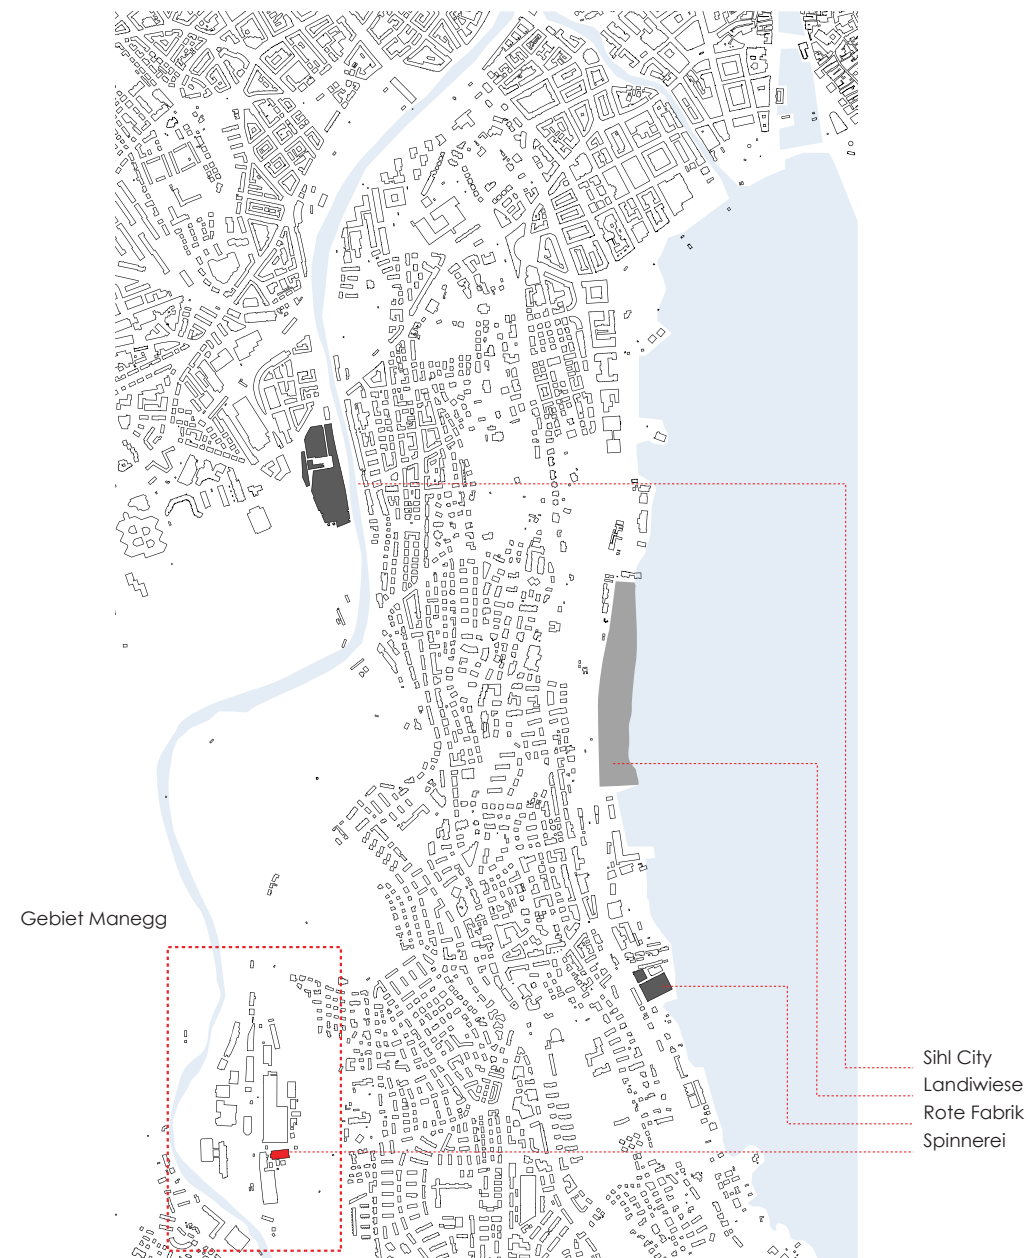 Gebiet Manegg
Sihl City
Landiwiese
Rote Fabrik
Spinnerei